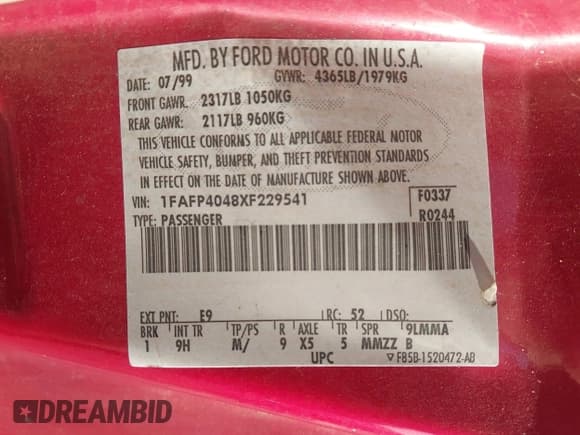 MFD. BY FORD MOTOR CO. IN U.S.A.
DATE: 07/99 GVWR: 4365LB/1979KG
FRONT GAWR: 2317LB 1050KG
REAR GAWR: 2117LB 960KG
THIS VEHICLE CONFORMS TO ALL APPLICABLE FEDERAL MOTOR
VEHICLE SAFETY, BUMPER, AND THEFT PREVENTION STANDARDS
IN EFFECT ON THE DATE OF MANUFACTURE SHOWN ABOVE.
VIN: 1FAFP4048XF229541 F0337
TYPE: PASSENGER R0244
EXT PNT: E9 RC: 52 DSO:
BRK INT TR TP/PS R AXLE TR SPR 9LMMA
1 9H M/ 9 X5 5 MMZZ B
UPC F85B-1520472-AB
DREAMBID